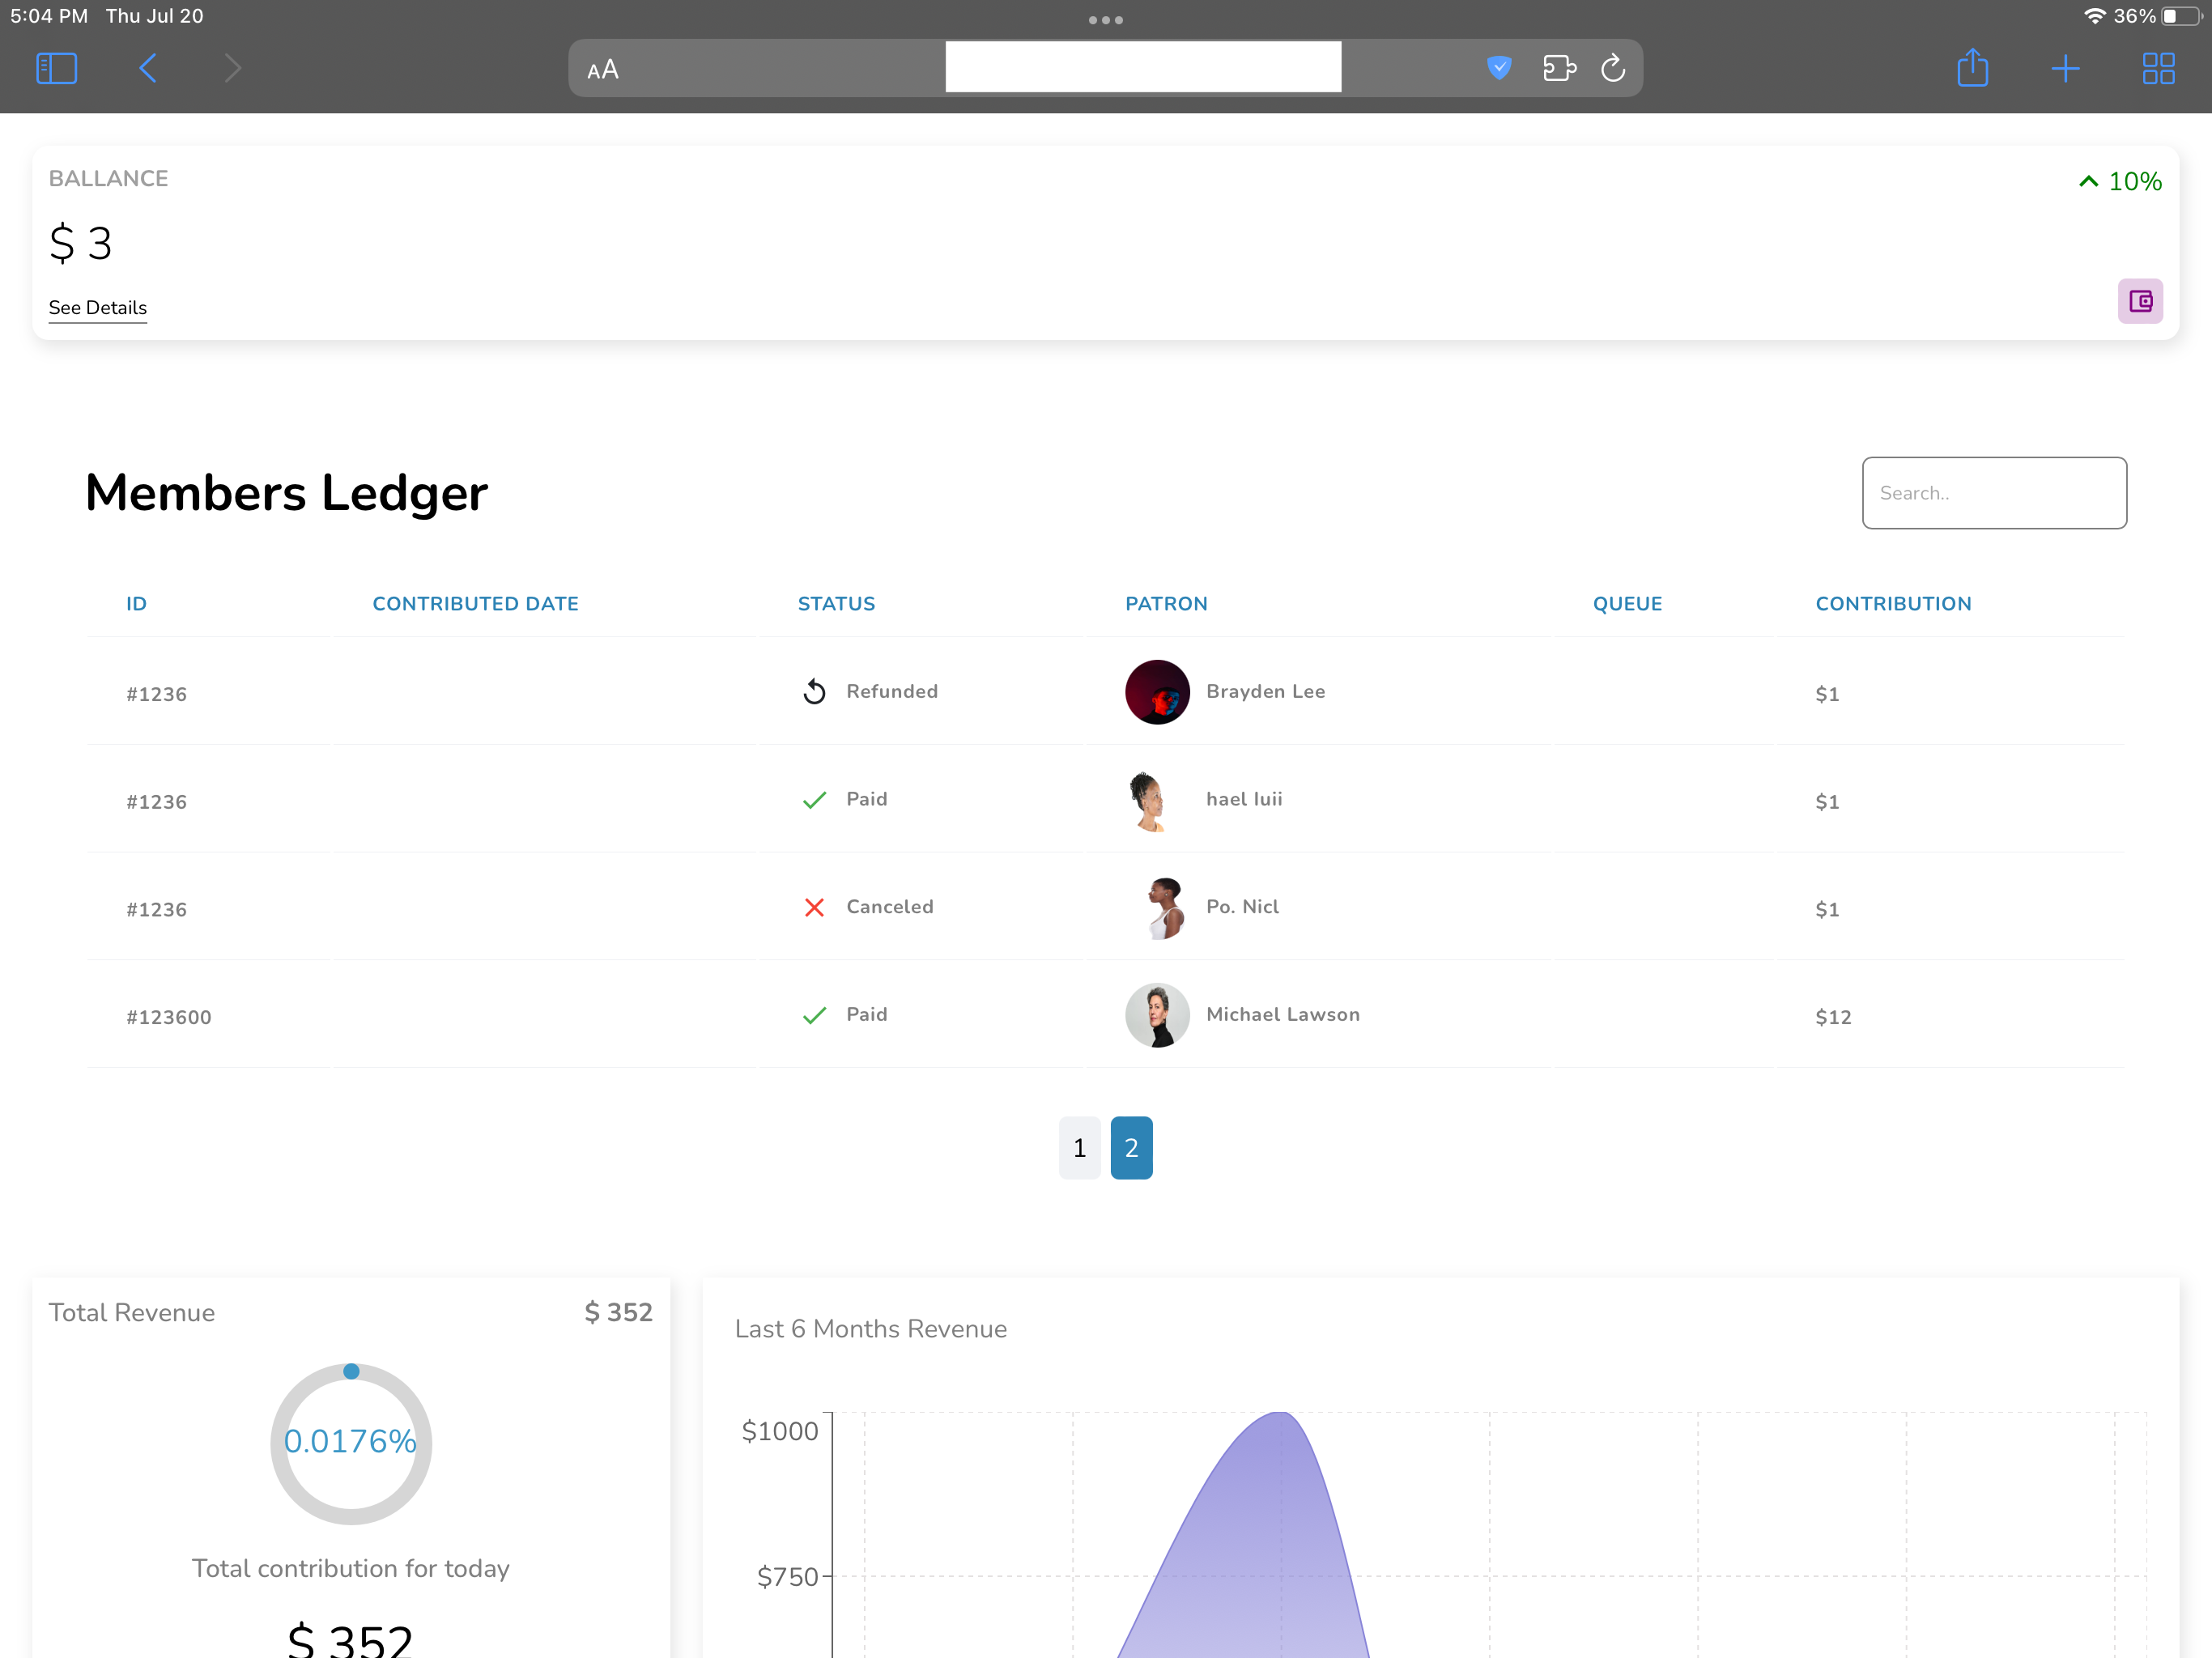 5:04 PM Thu Jul 20
36%
AA
BALLANCE
10%
$ 3
See Details
Members Ledger
Search..
ID CONTRIBUTED DATE STATUS PATRON QUEUE CONTRIBUTION
#1236 Refunded Brayden Lee $1
#1236 Paid hael Iuii $1
#1236 Canceled Po. Nicl $1
#123600 Paid Michael Lawson $12
1 2
Total Revenue $ 352
0.0176%
Total contribution for today
$ 352
Last 6 Months Revenue
$1000
$750